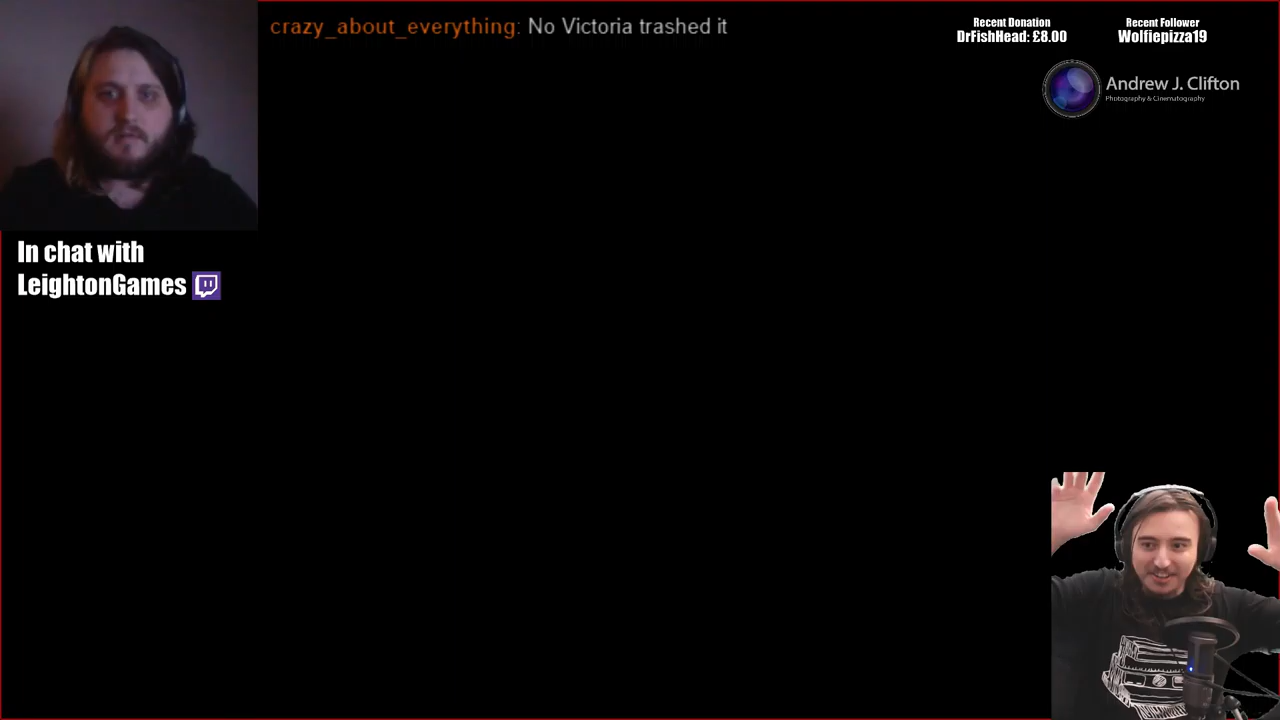 crazy_about_everything: No Victoria trashed it
Recent Donation
DrFishHead: £8.00
Recent Follower
Wolfiepizza19
Andrew J. Clifton
Photography & Cinematography
In chat with
LeightonGames